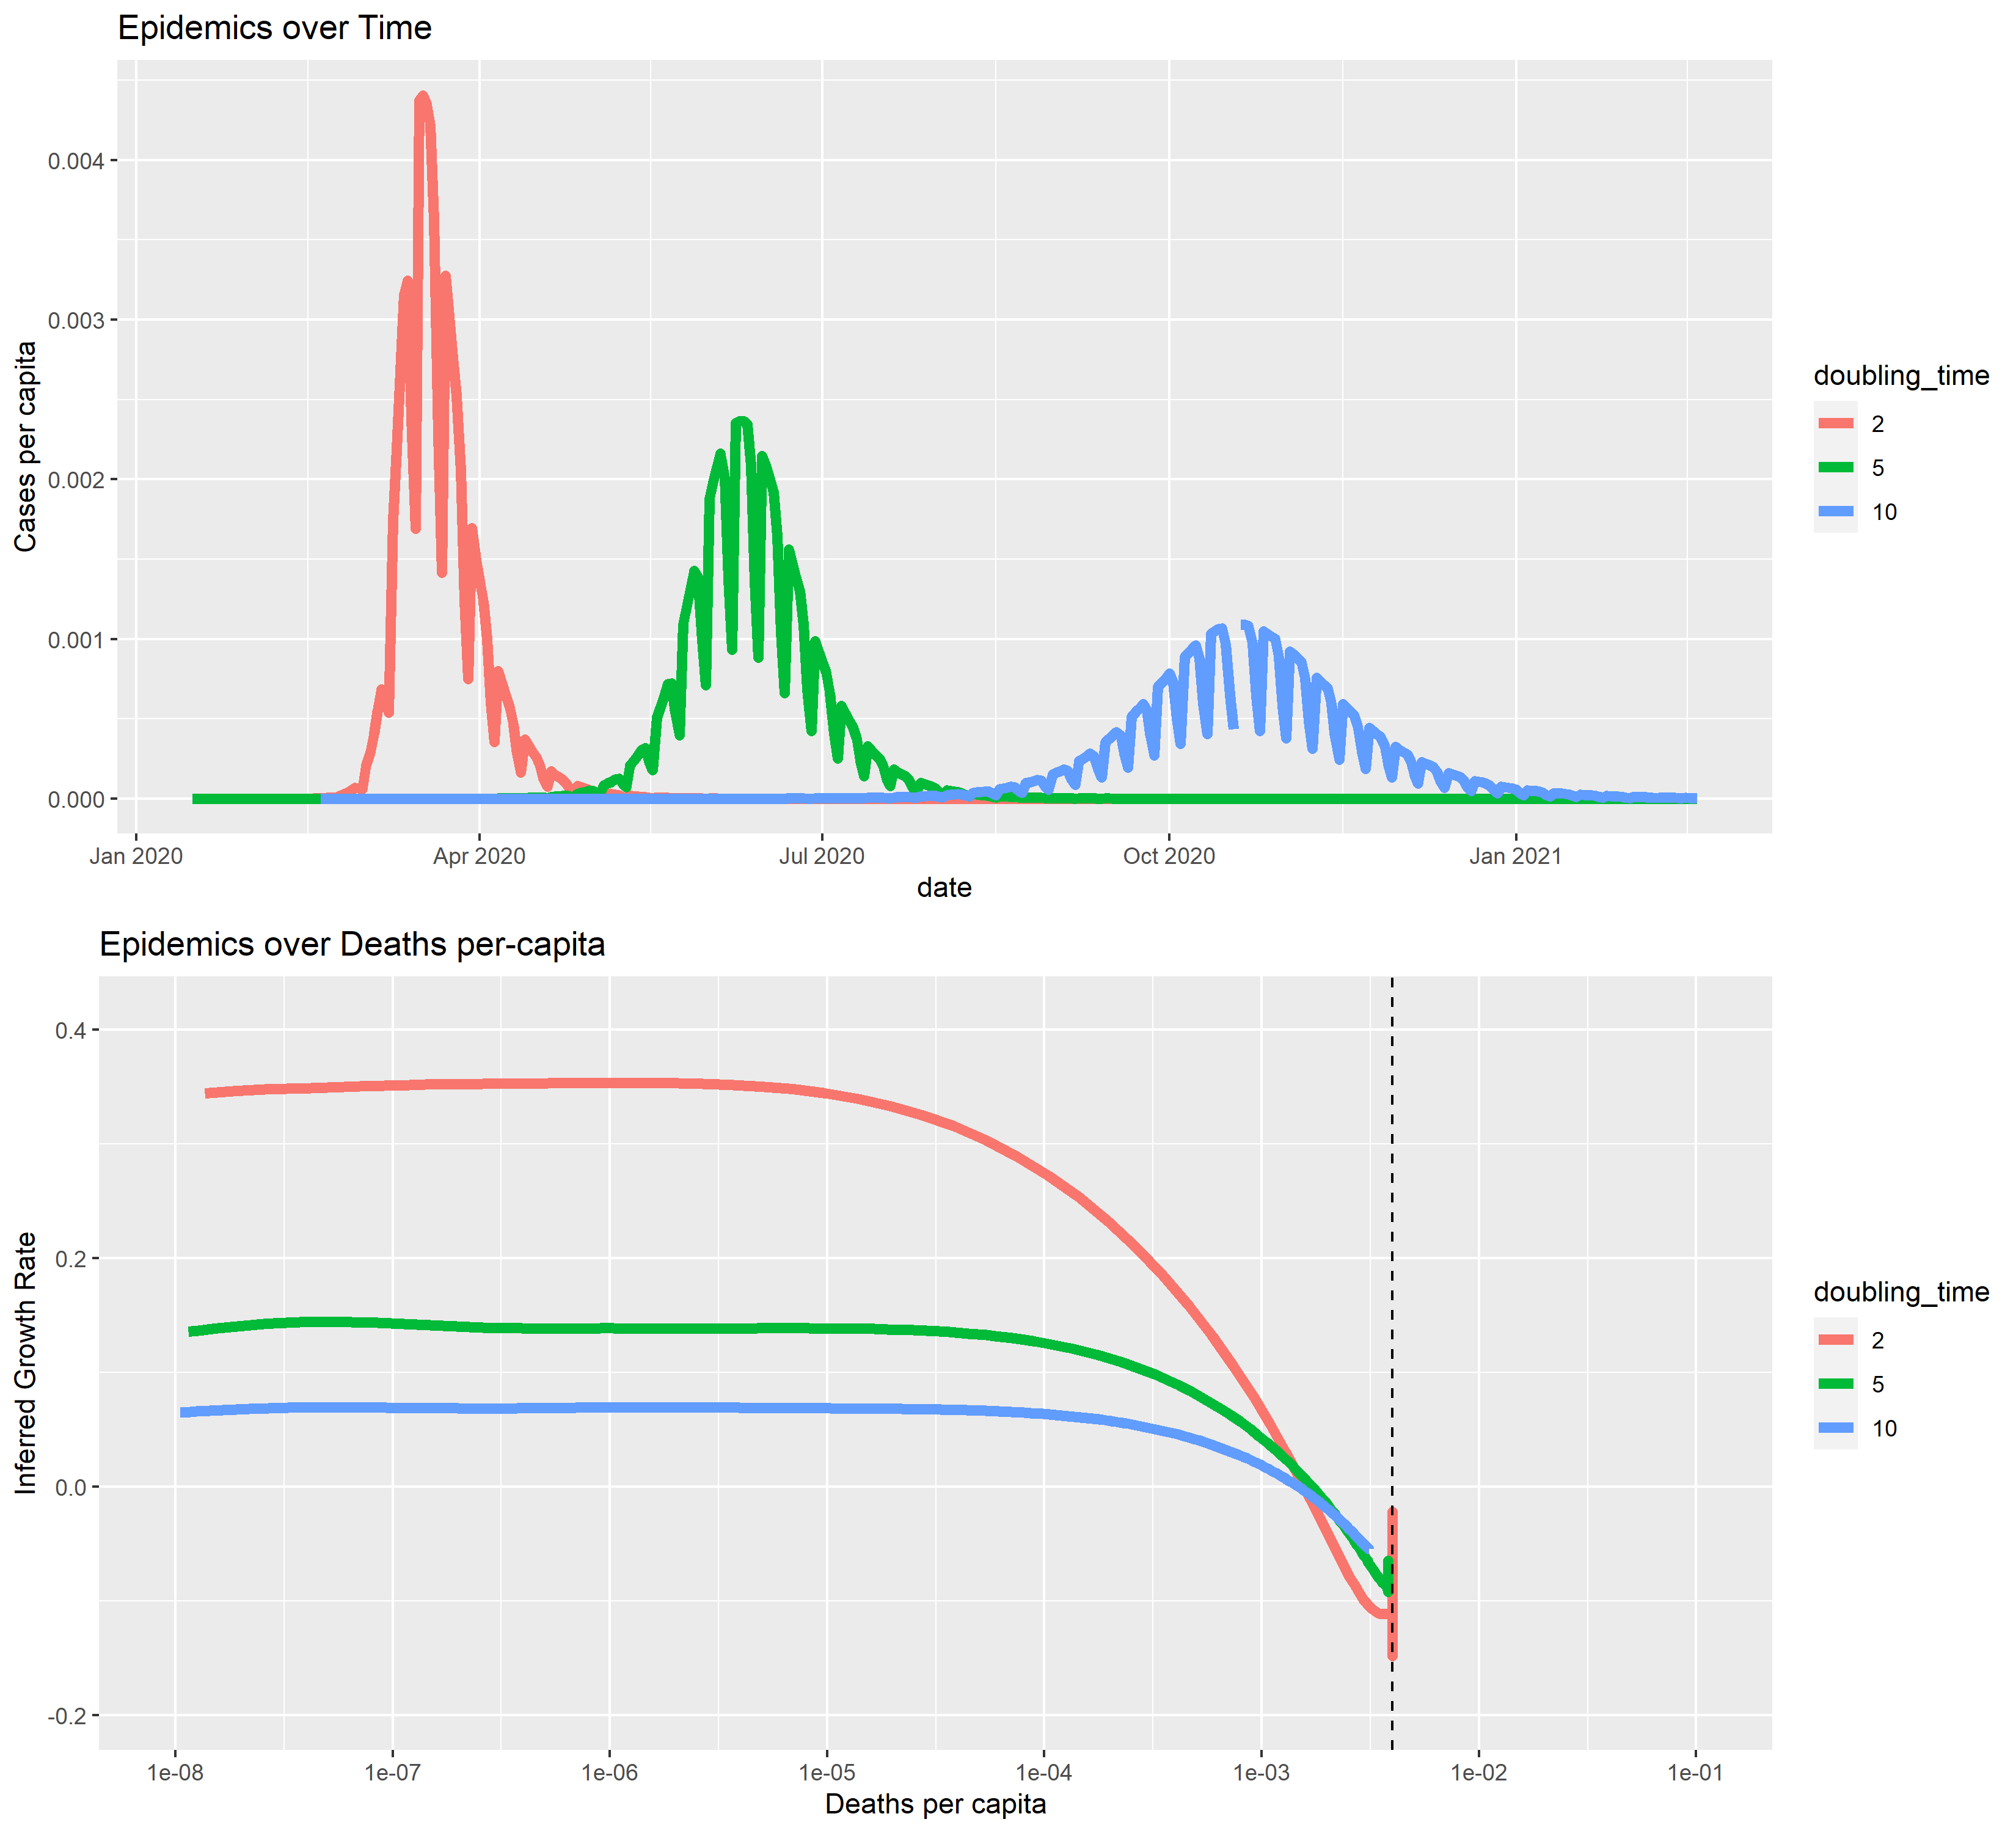 Epidemics over Time
Cases per capita
0.004
0.003
0.002
0.001
0.000
Jan 2020
Apr 2020
Jul 2020
Oct 2020
Jan 2021
date
doubling_time
2
5
10
Epidemics over Deaths per-capita
Inferred Growth Rate
0.4
0.2
0.0
-0.2
1e-08
1e-07
1e-06
1e-05
1e-04
1e-03
1e-02
1e-01
Deaths per capita
doubling_time
2
5
10